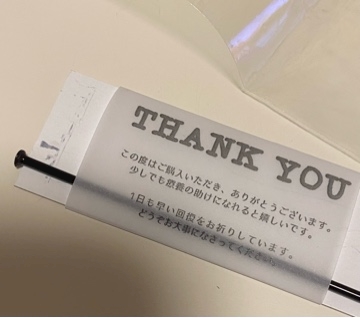 THANK YOU
この度はご購入いただき、ありがとうございます。
少しでも療養の助けになれると嬉しいです。
1日も早い回復をお祈りしています。
どうぞお大事になさってください。